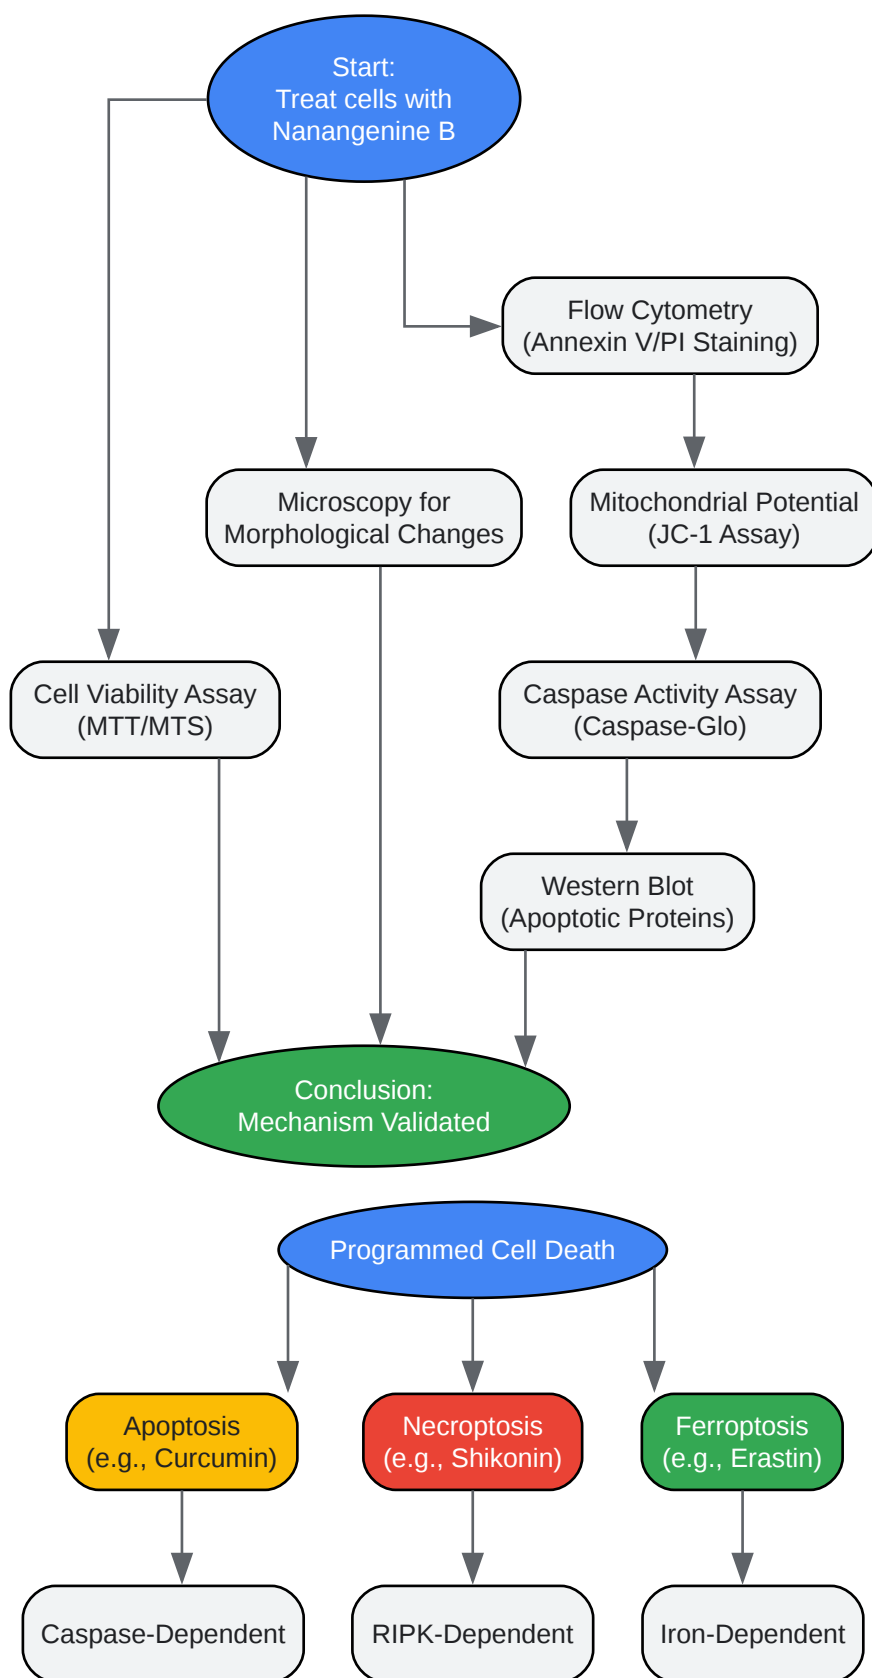 Start:
Treat cells with
Nanangenine B
Flow Cytometry
(Annexin V/PI Staining)
Microscopy for
Morphological Changes
Mitochondrial Potential
(JC-1 Assay)
Cell Viability Assay
(MTT/MTS)
Caspase Activity Assay
(Caspase-Glo)
Western Blot
(Apoptotic Proteins)
Conclusion:
Mechanism Validated
Programmed Cell Death
Apoptosis
(e.g., Curcumin)
Necroptosis
(e.g., Shikonin)
Ferroptosis
(e.g., Erastin)
Caspase-Dependent
RIPK-Dependent
Iron-Dependent